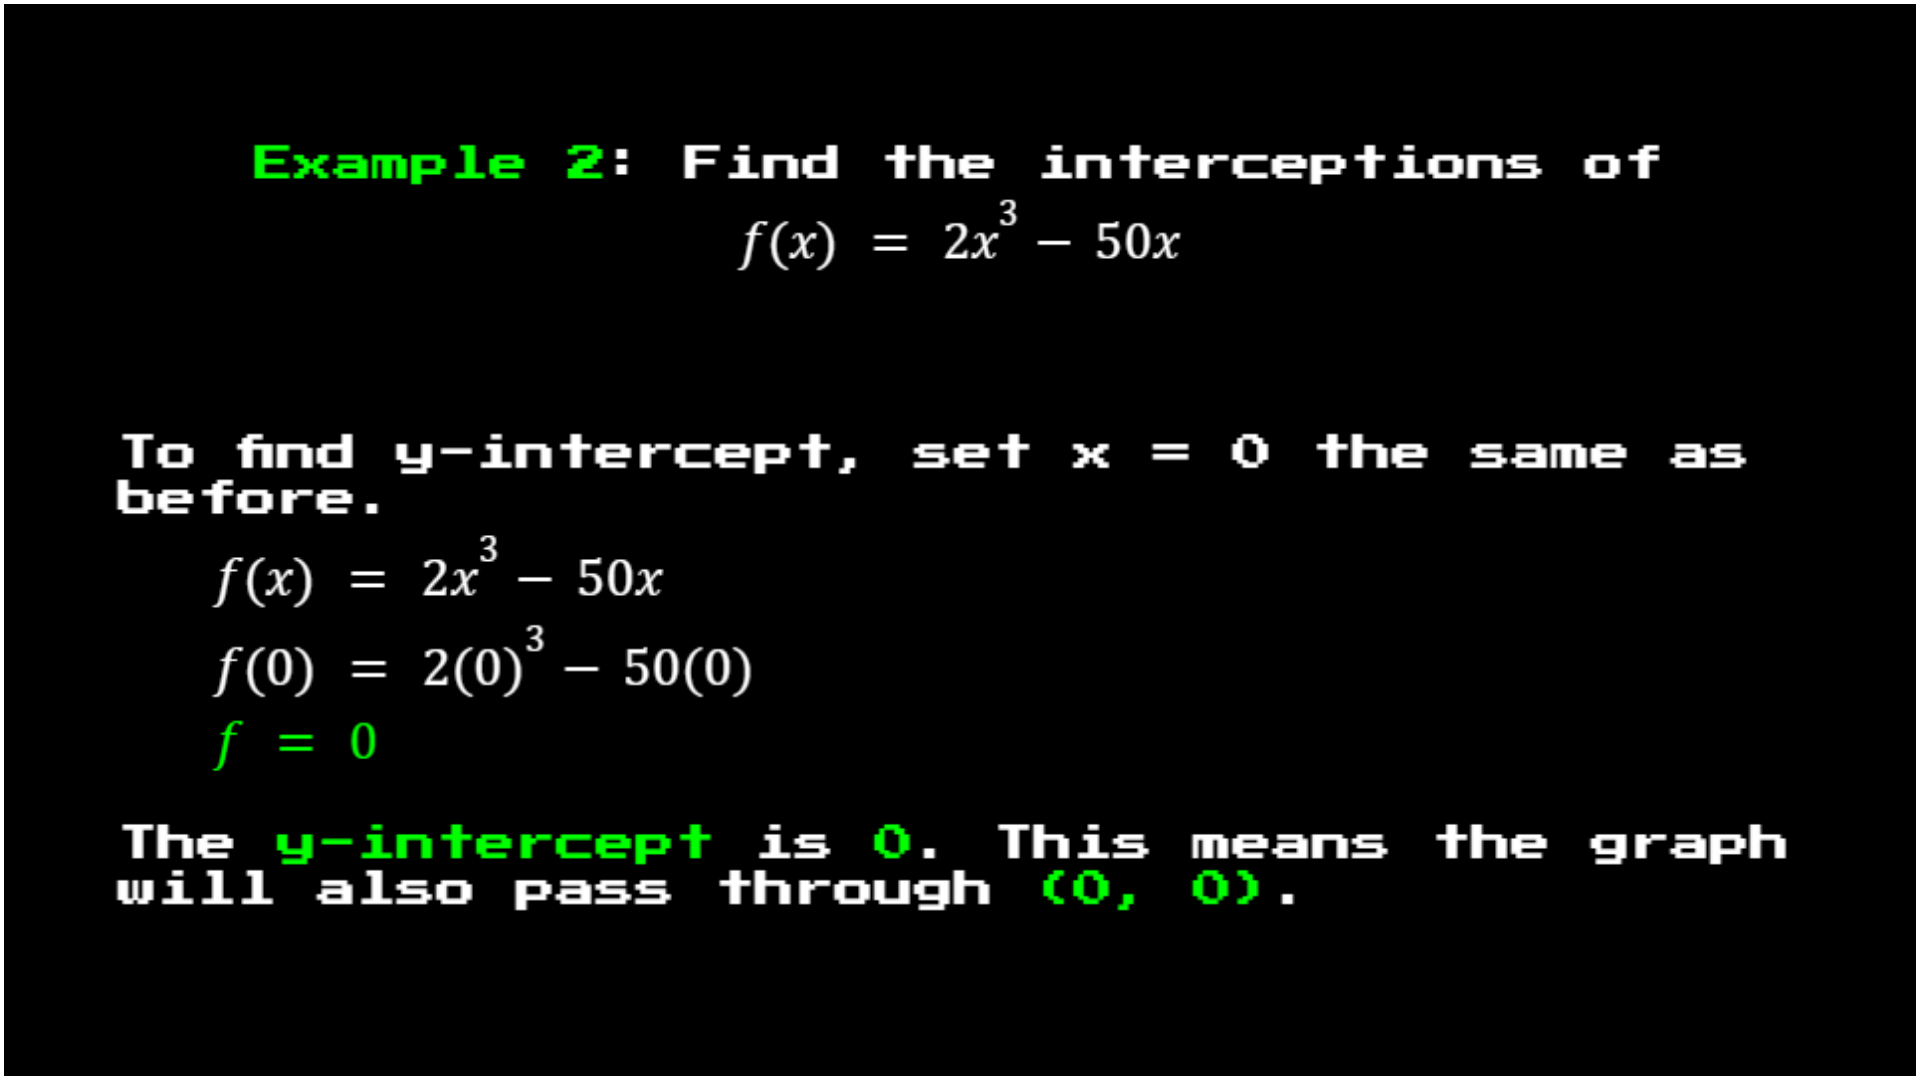 Example 2: Find the interceptions of
f(x) = 2x³ − 50x
To find y-intercept, set x = 0 the same as
before.
f(x) = 2x³ − 50x
f(0) = 2(0)³ − 50(0)
f = 0
The y-intercept is 0. This means the graph
will also pass through (0, 0).